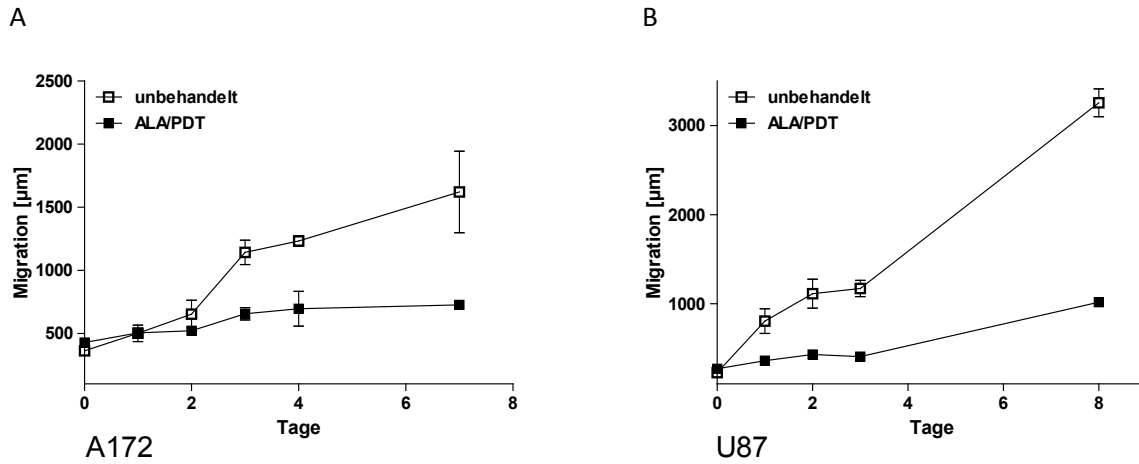 A
2500
2000
1500
1000
500
Migration [µm]
unbehandelt
ALA/PDT
0 2 4 6 8
Tage
A172
B
3000
2000
1000
Migration [µm]
unbehandelt
ALA/PDT
0 2 4 6 8
Tage
U87